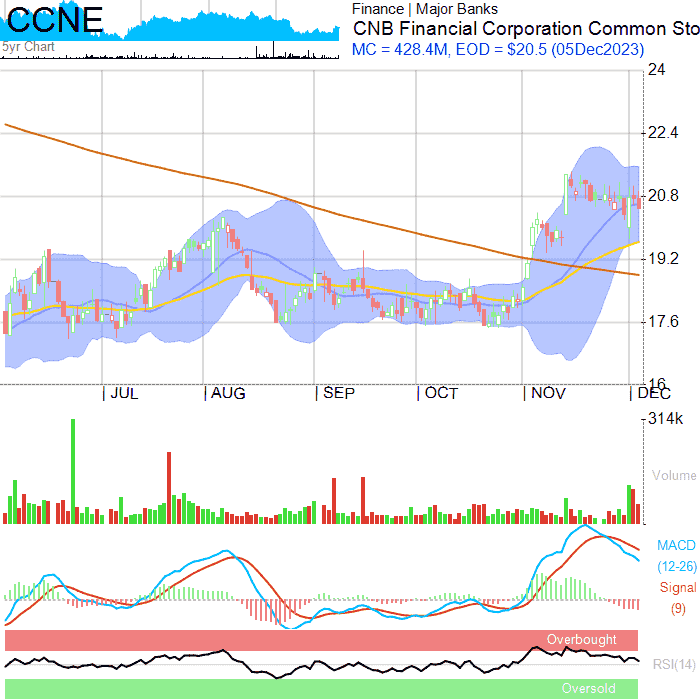 CCNE
5yr Chart
Finance | Major Banks
CNB Financial Corporation Common Sto
MC = 428.4M, EOD = $20.5 (05Dec2023)
24
22.4
20.8
19.2
17.6
16
JUL AUG SEP OCT NOV DEC
314k
Volume
MACD
(12-26)
Signal
(9)
Overbought
RSI(14)
Oversold